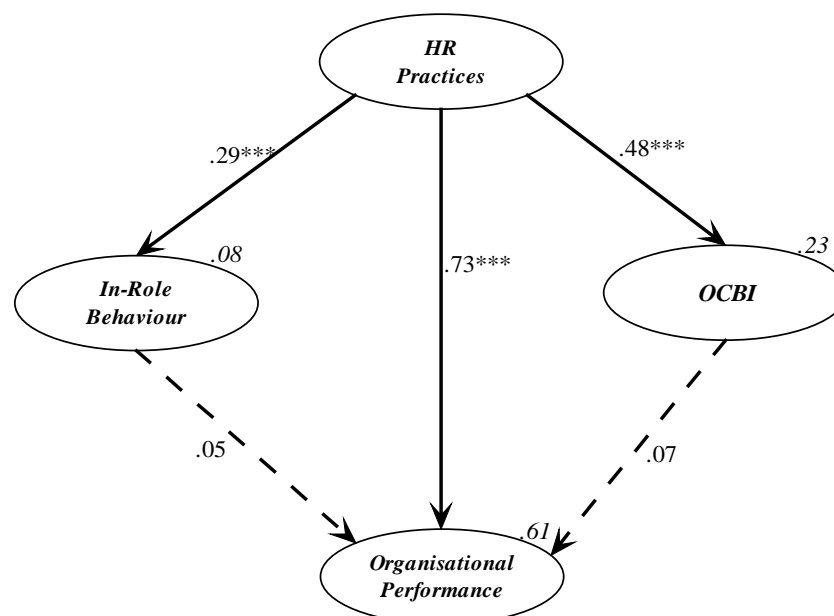 HR
Practices
.29***
.48***
.08
.23
.73***
In-Role
Behaviour
OCBI
.05
.07
.61
Organisational
Performance